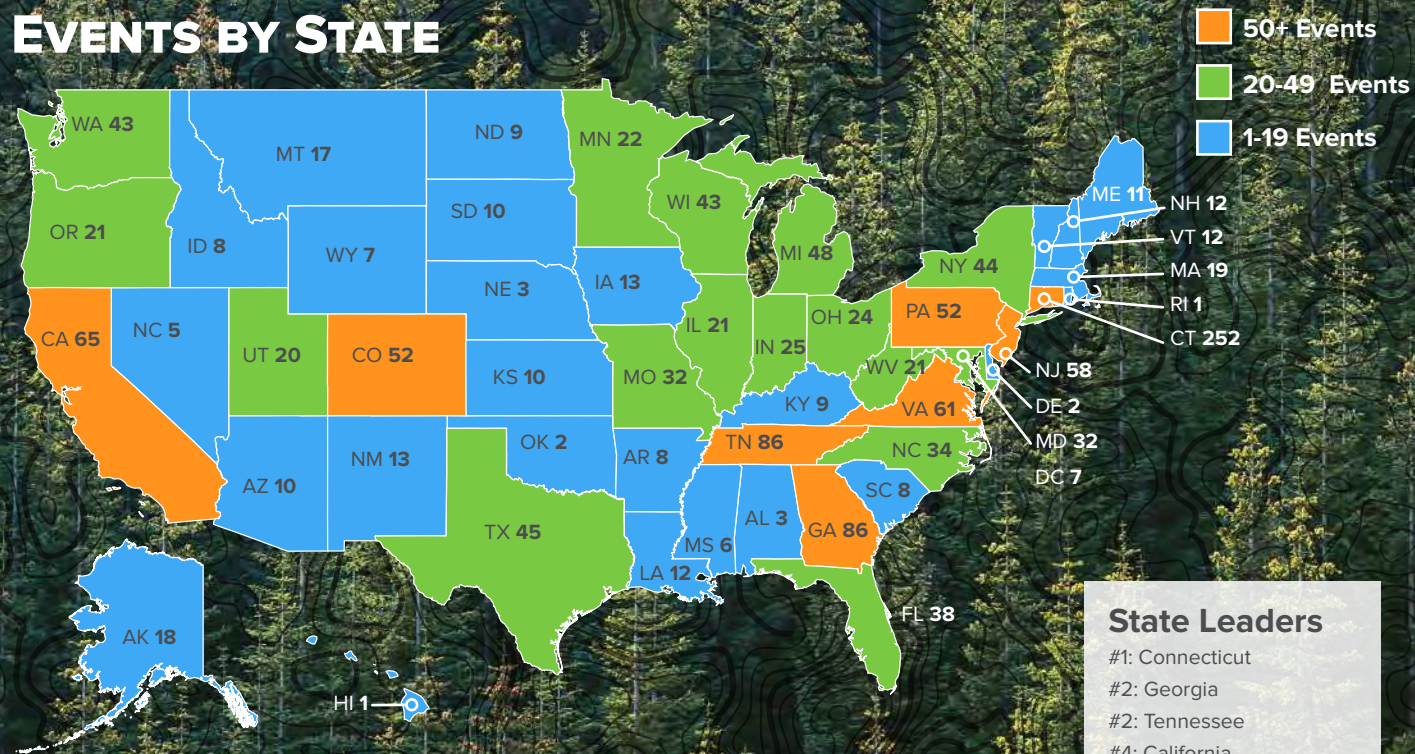 EVENTS BY STATE
50+ Events
20-49 Events
1-19 Events
WA 43
MT 17
ND 9
MN 22
ME 11
NH 12
VT 12
MA 19
RI 1
CT 252
OR 21
ID 8
WY 7
SD 10
WI 43
MI 48
NY 44
NE 3
IA 13
CA 65
NC 5
UT 20
CO 52
KS 10
MO 32
IL 21
IN 25
OH 24
PA 52
WV 21
VA 61
KY 9
NJ 58
DE 2
MD 32
DC 7
AZ 10
NM 13
OK 2
AR 8
TN 86
NC 34
SC 8
TX 45
LA 12
MS 6
AL 3
GA 86
FL 38
AK 18
HI 1
State Leaders
#1: Connecticut
#2: Georgia
#2: Tennessee
#4: California